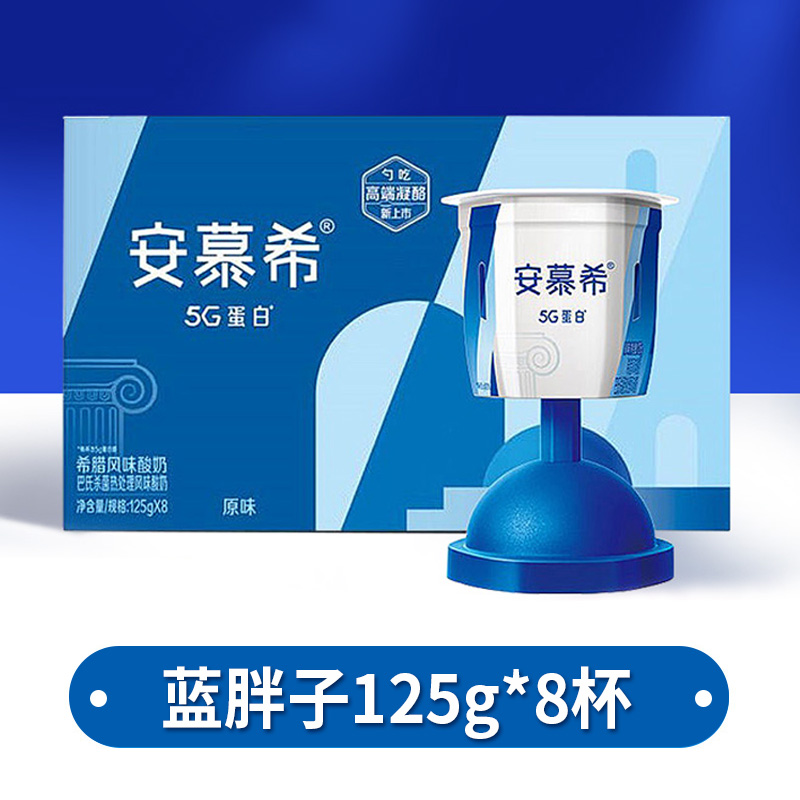 勺吃
高端凝酪
新上市
安慕希®
5G蛋白
希腊风味酸奶
巴氏杀菌热处理风味酸奶
净含量/规格:125gX8
原味
安慕希®
5G蛋白
蓝胖子125g*8杯